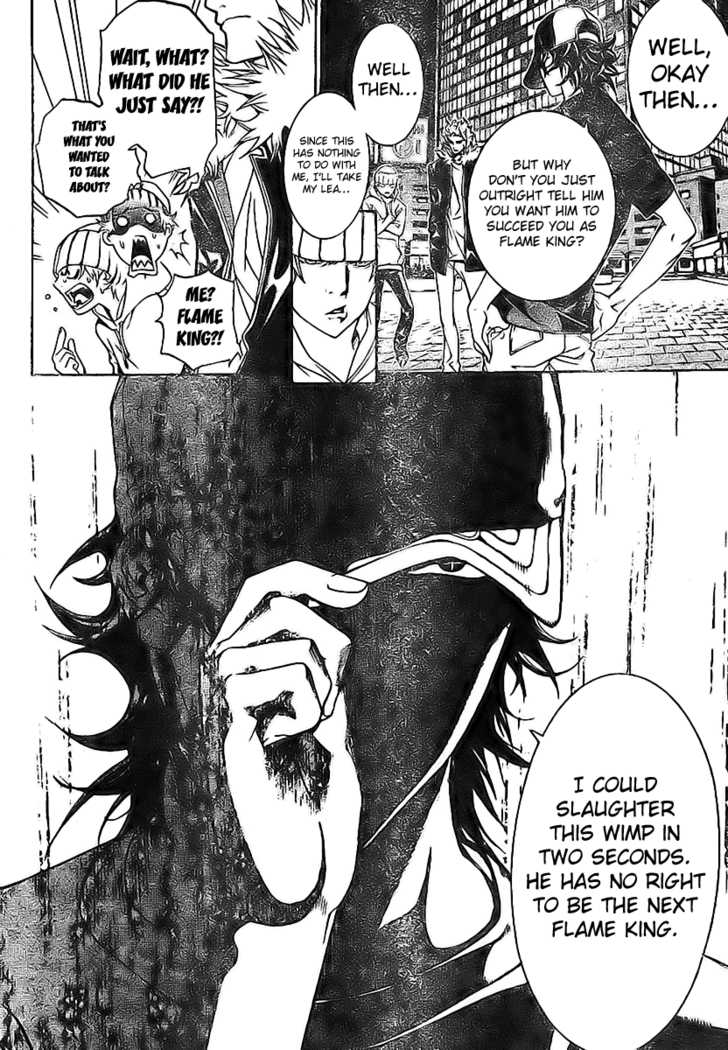 WELL,
OKAY
THEN...
BUT WHY
DON'T YOU JUST
OUTRIGHT TELL HIM
YOU WANT HIM TO
SUCCEED YOU AS
FLAME KING?
WELL
THEN...
SINCE THIS
HAS NOTHING
TO DO WITH
ME, I'LL TAKE
MY LEA...
WAIT, WHAT?
WHAT DID HE
JUST SAY?!
THAT'S
WHAT YOU
WANTED
TO TALK
ABOUT?
ME?
FLAME
KING?!
I COULD
SLAUGHTER
THIS WIMP IN
TWO SECONDS.
HE HAS NO RIGHT
TO BE THE NEXT
FLAME KING.